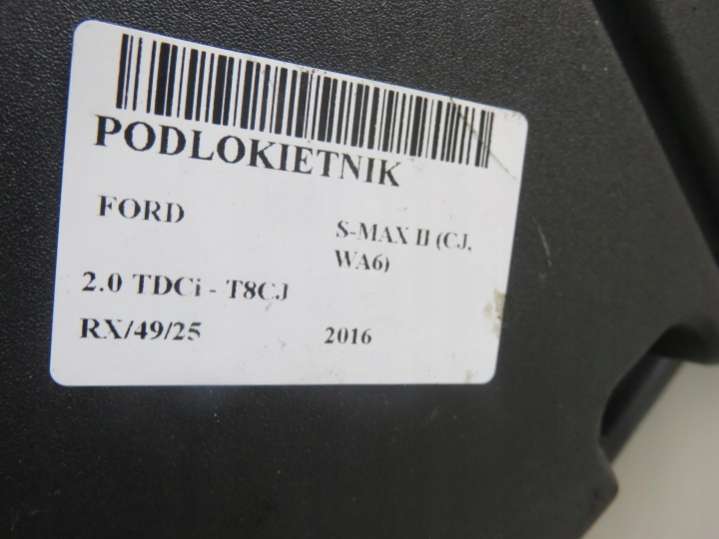 PODLOKIETNIK
FORD
S-MAX II (CJ,
WA6)
2.0 TDCi - T8CJ
RX/49/25
2016